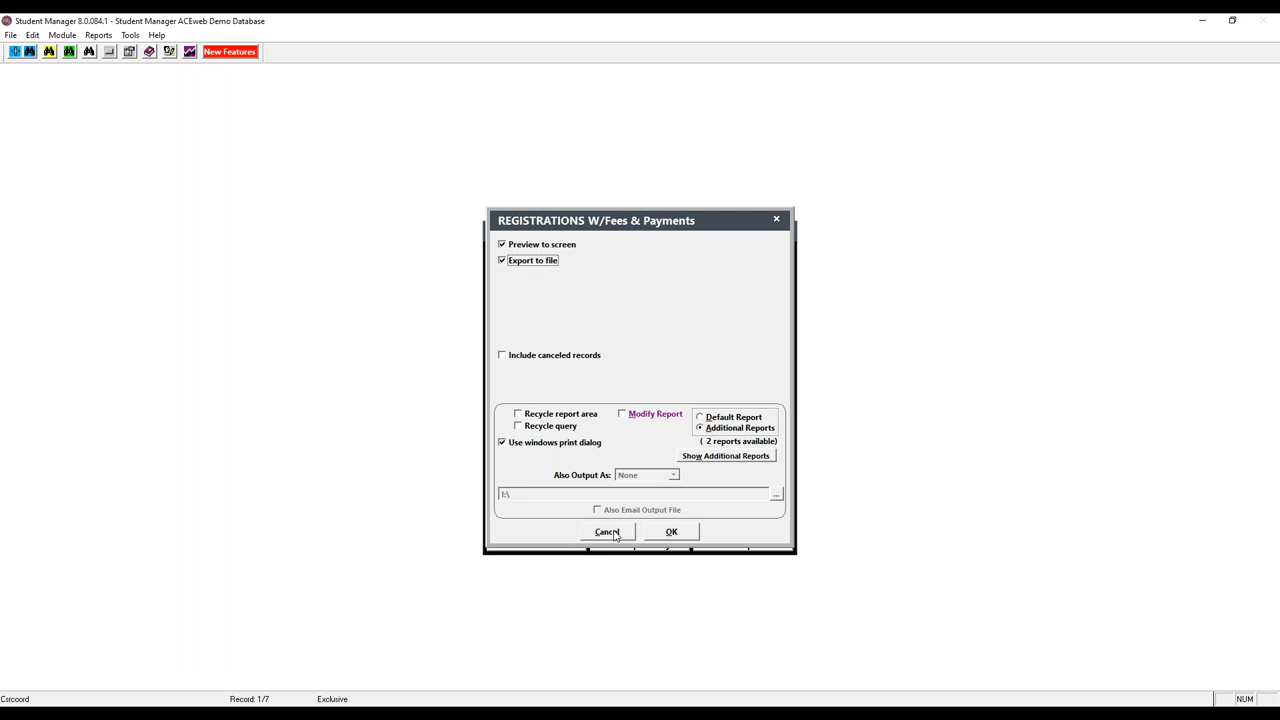 Student Manager 8.0.084.1 - Student Manager ACEweb Demo Database
File Edit Module Reports Tools Help
New Features
REGISTRATIONS W/Fees & Payments
Preview to screen
Export to file
Include canceled records
Recycle report area
Modify Report
Default Report
Recycle query
Additional Reports
Use windows print dialog
( 2 reports available)
Show Additional Reports
Also Output As: None
I:\
...
Also Email Output File
Cancel OK
Csrcoord Record: 1/7 Exclusive NUM